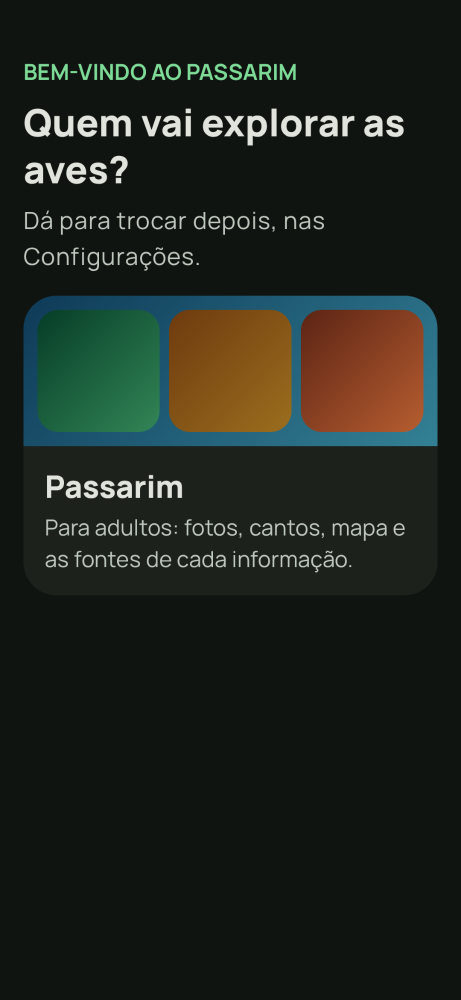 BEM-VINDO AO PASSARIM
Quem vai explorar as
aves?
Dá para trocar depois, nas
Configurações.
Passarim
Para adultos: fotos, cantos, mapa e
as fontes de cada informação.